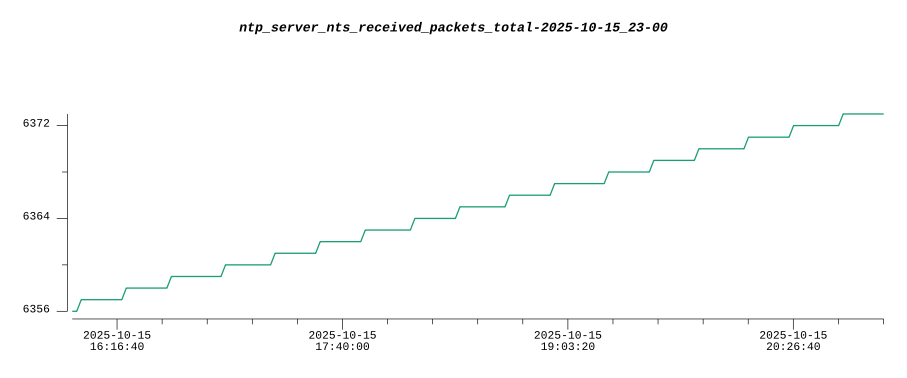 ntp_server_nts_received_packets_total-2025-10-15_23-00
6372
6364
6356
2025-10-15 2025-10-15 2025-10-15 2025-10-15
16:16:40 17:40:00 19:03:20 20:26:40